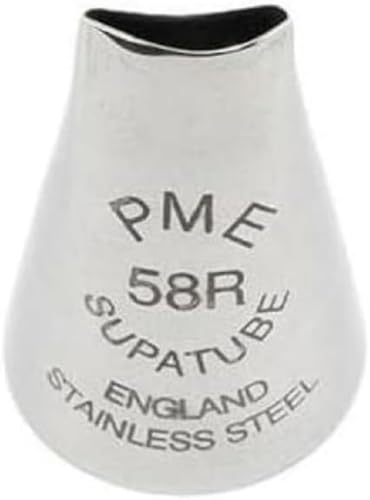 PME
58R
SUPATUBE
ENGLAND
STAINLESS STEEL